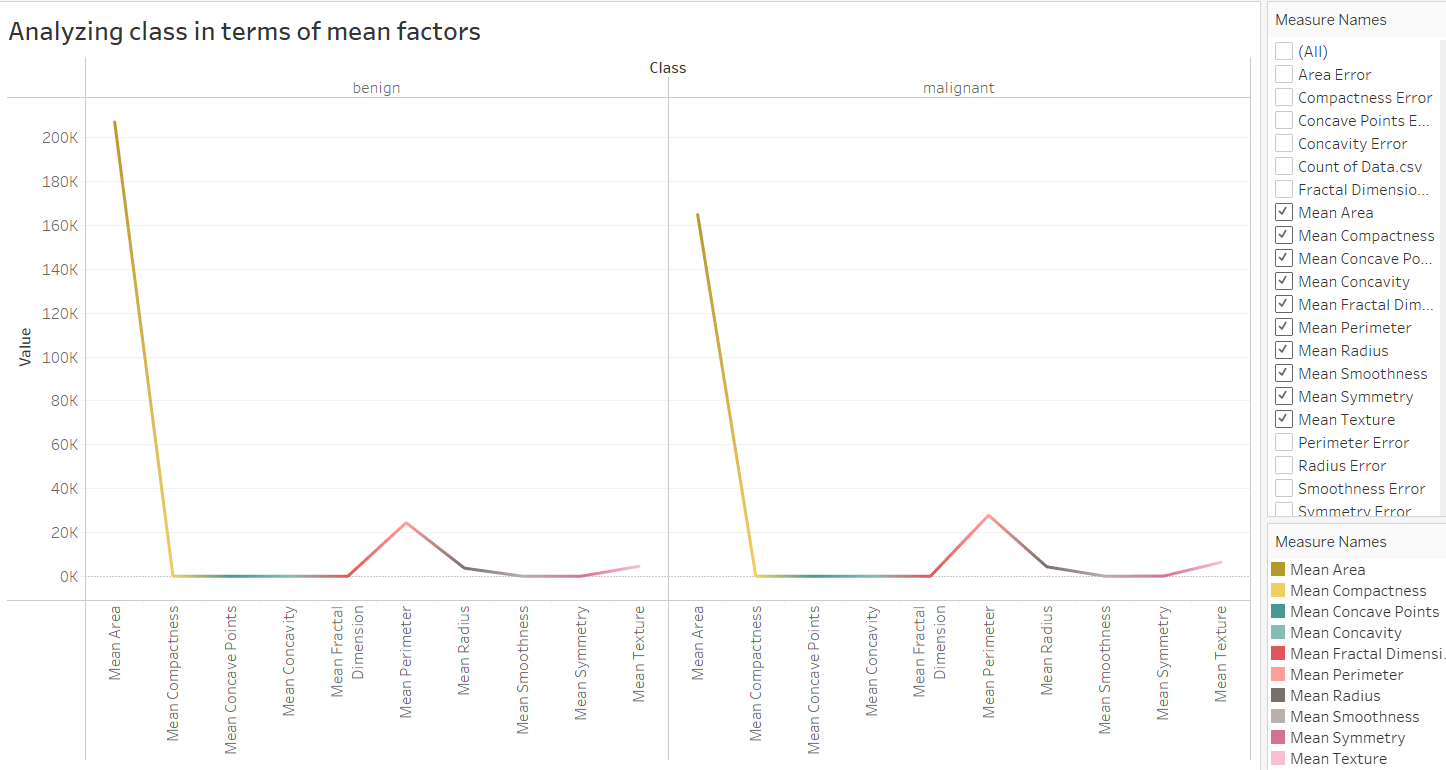 Analyzing class in terms of mean factors
Class
benign
malignant
200K
180K
160K
140K
120K
100K
80K
60K
40K
20K
0K
Value
Mean Area
Mean Compactness
Mean Concave Points
Mean Concavity
Mean Fractal
Dimension
Mean Perimeter
Mean Radius
Mean Smoothness
Mean Symmetry
Mean Texture
Mean Area
Mean Compactness
Mean Concave Points
Mean Concavity
Mean Fractal
Dimension
Mean Perimeter
Mean Radius
Mean Smoothness
Mean Symmetry
Mean Texture
Measure Names
(All)
Area Error
Compactness Error
Concave Points E...
Concavity Error
Count of Data.csv
Fractal Dimensio...
Mean Area
Mean Compactness
Mean Concave Po...
Mean Concavity
Mean Fractal Dim...
Mean Perimeter
Mean Radius
Mean Smoothness
Mean Symmetry
Mean Texture
Perimeter Error
Radius Error
Smoothness Error
Symmetry Error
Measure Names
Mean Area
Mean Compactness
Mean Concave Points
Mean Concavity
Mean Fractal Dimensi.
Mean Perimeter
Mean Radius
Mean Smoothness
Mean Symmetry
Mean Texture